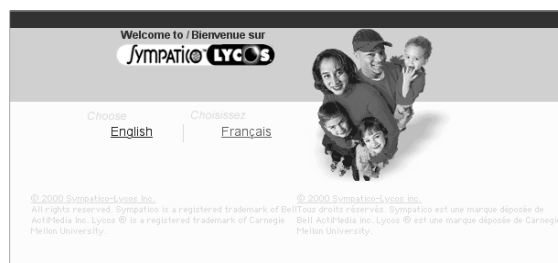 Welcome to / Bienvenue sur
SYMPATICO™ LYCOS
Choose
Choisissez
English
Français
© 2000 Sympatico-Lycos Inc.
All rights reserved. Sympatico is a registered trademark of Bell
ActiMedia Inc. Lycos ® is a registered trademark of Carnegie
Mellon University.
© 2000 Sympatico-Lycos Inc.
Tous droits réservés. Sympatico est une marque déposée de
Bell ActiMedia inc. Lycos ® est une marque déposée de Carnegie
Mellon University.